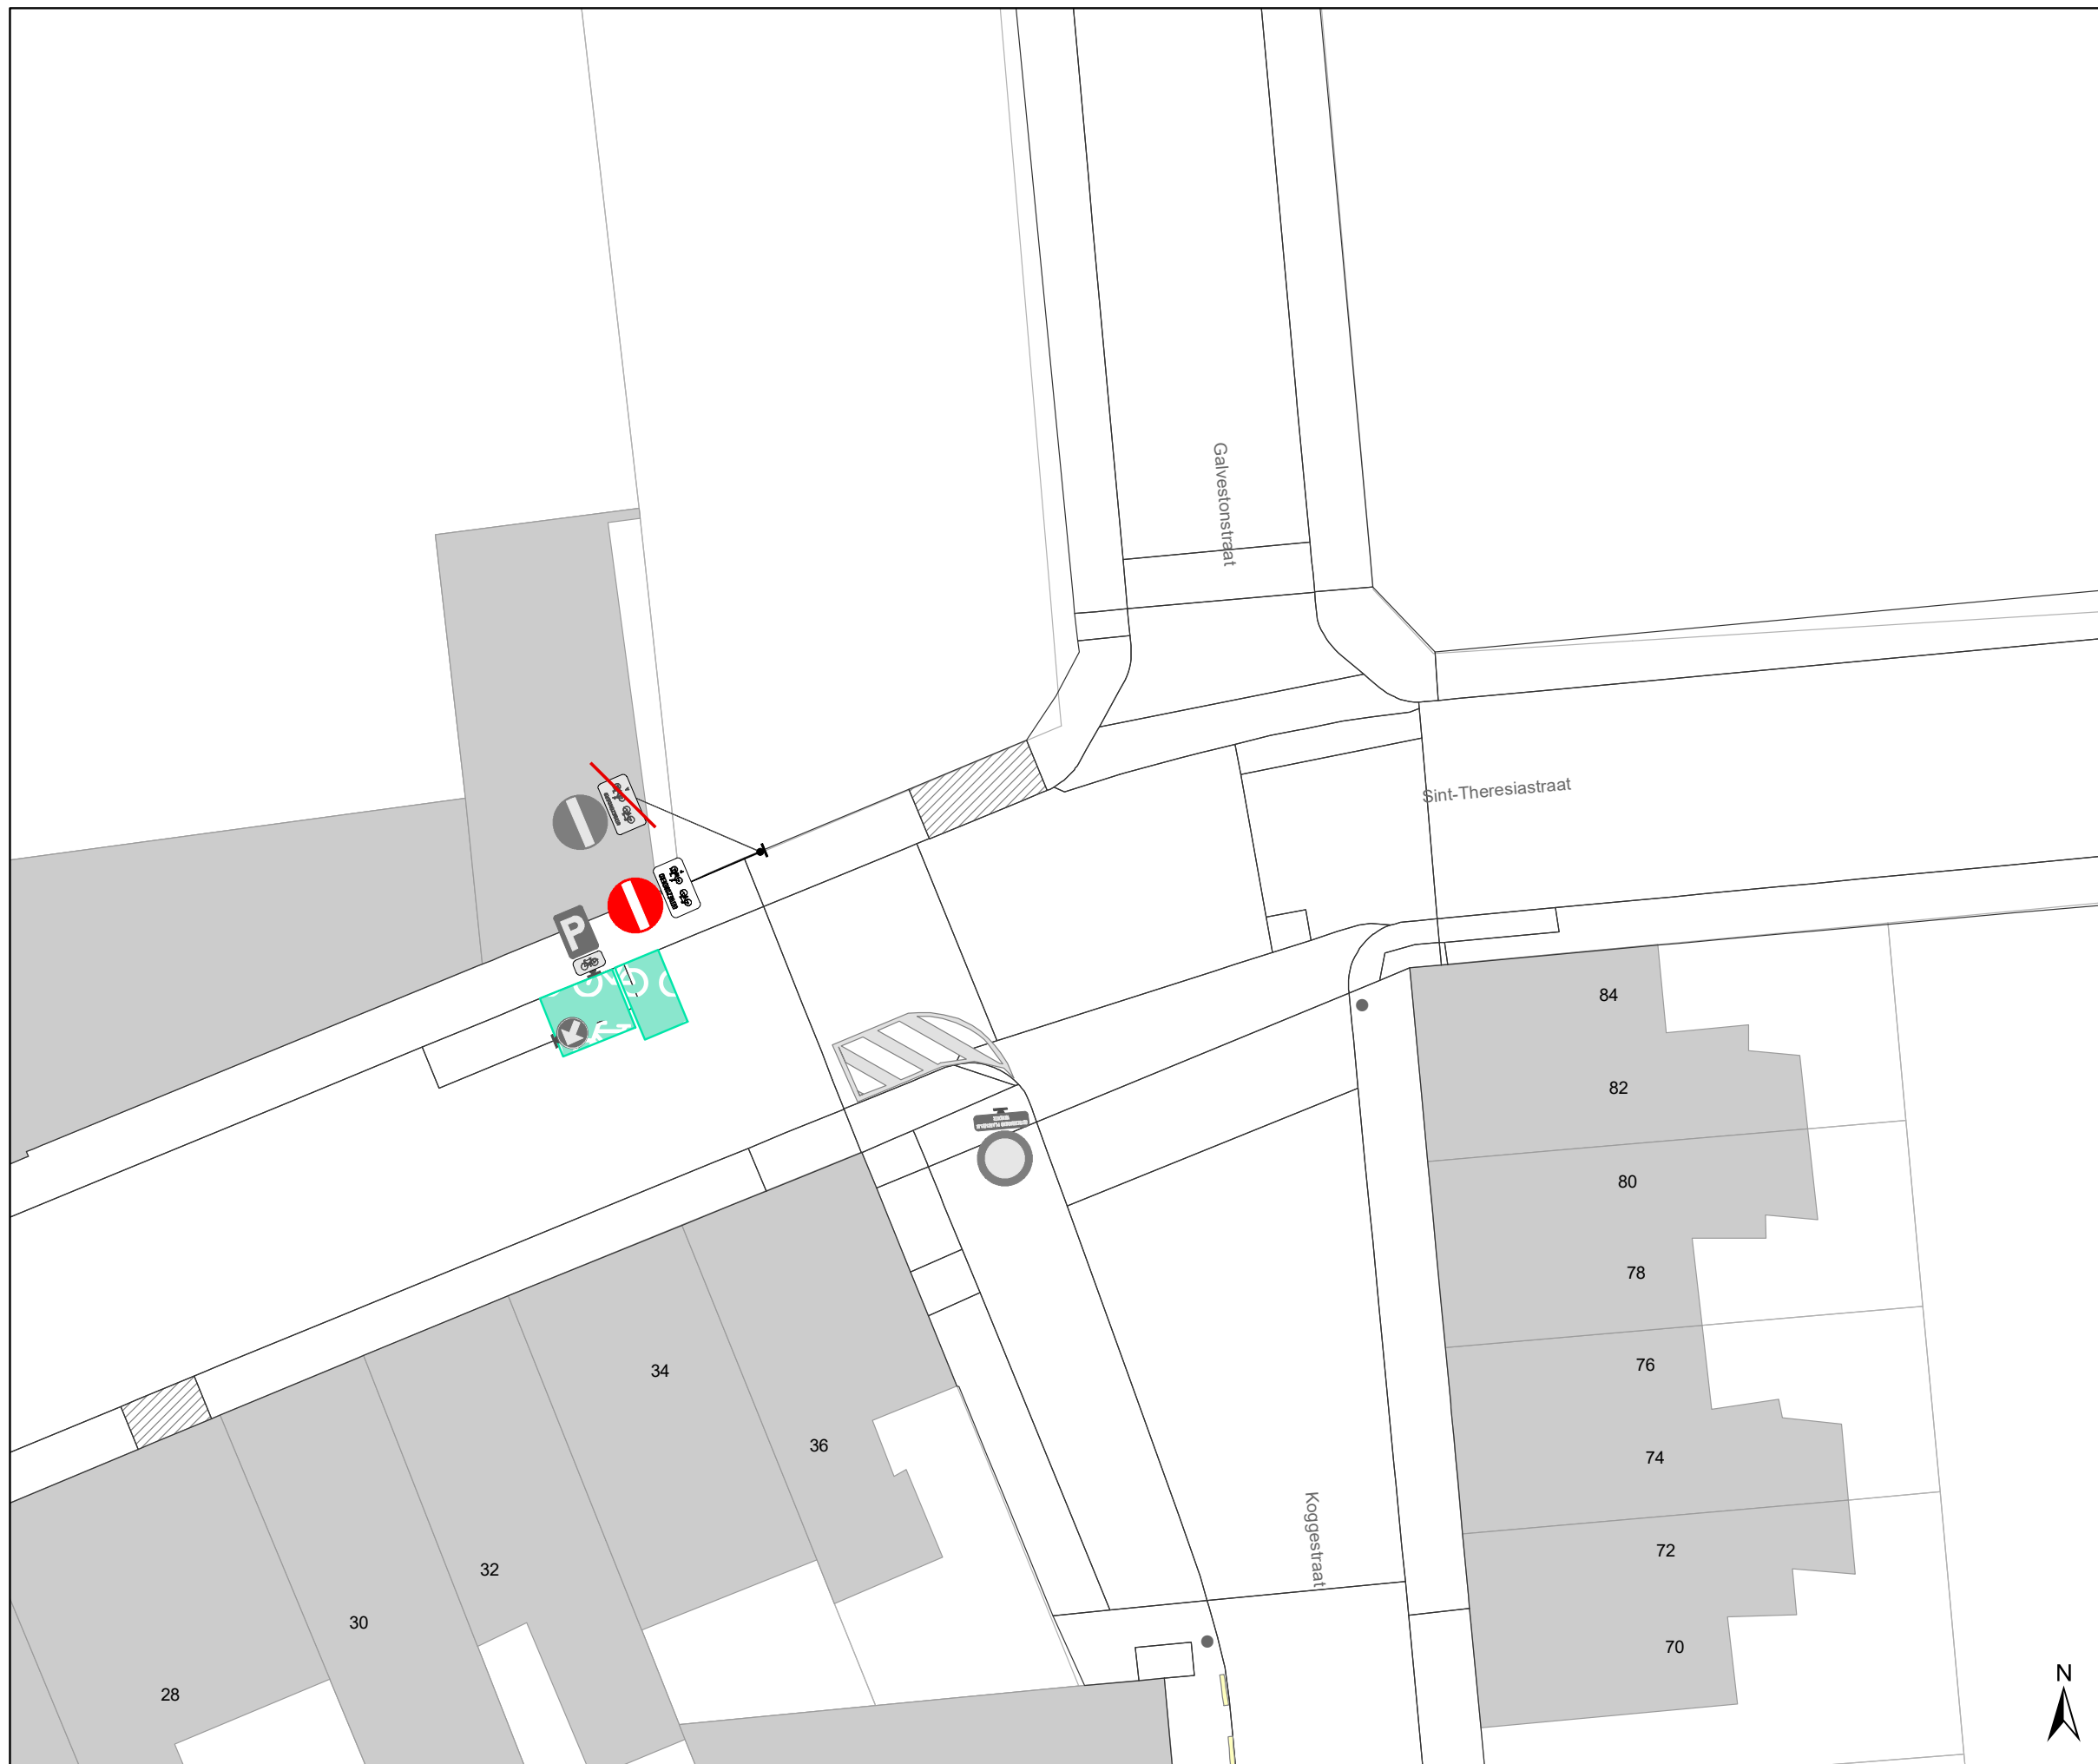 Galvestonstraat
Sint-Theresiastraat
P
84
82
80
78
34
76
36
74
Koggestraat
72
32
30
70
28
N